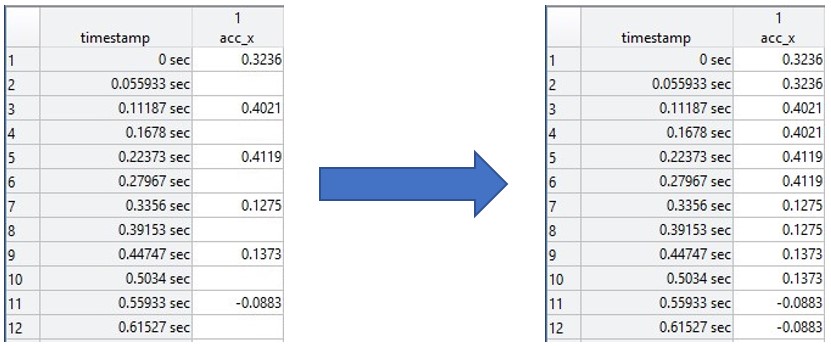 1
timestamp acc_x
1 0 sec 0.3236
2 0.055933 sec
3 0.11187 sec 0.4021
4 0.1678 sec
5 0.22373 sec 0.4119
6 0.27967 sec
7 0.3356 sec 0.1275
8 0.39153 sec
9 0.44747 sec 0.1373
10 0.5034 sec
11 0.55933 sec -0.0883
12 0.61527 sec
1
timestamp acc_x
1 0 sec 0.3236
2 0.055933 sec 0.3236
3 0.11187 sec 0.4021
4 0.1678 sec 0.4021
5 0.22373 sec 0.4119
6 0.27967 sec 0.4119
7 0.3356 sec 0.1275
8 0.39153 sec 0.1275
9 0.44747 sec 0.1373
10 0.5034 sec 0.1373
11 0.55933 sec -0.0883
12 0.61527 sec -0.0883